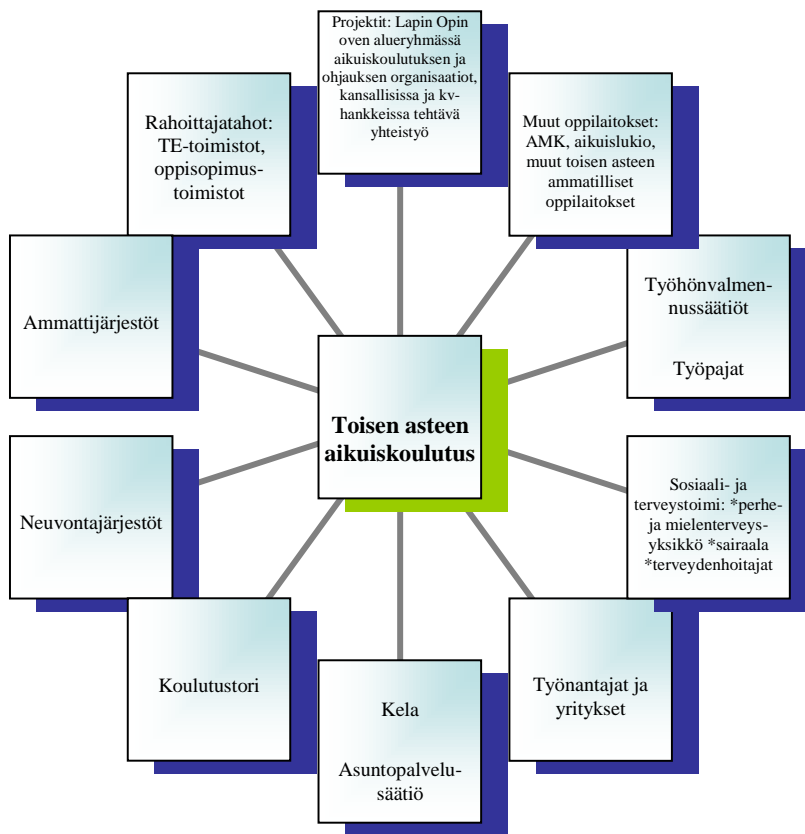 Projektit: Lapin Opin
oven alueryhmässä
aikuiskoulutuksen ja
ohjauksen organisaatiot,
kansallisissa ja kv-
hankkeissa tehtävä
yhteistyö
Muut oppilaitokset:
AMK, aikuislukio,
muut toisen asteen
ammatilliset
oppilaitokset
Työhönvalmen-
nussäätiöt
Työpajat
Sosiaali- ja
terveystoimi: *perhe-
ja mielenterveys-
yksikkö *sairaala
*terveydenhoitajat
Työnantajat ja
yritykset
Kela
Asuntopalvelu-
säätiö
Koulutustori
Neuvontajärjestöt
Ammattijärjestöt
Rahoittajatahot:
TE-toimistot,
oppisopimus-
toimistot
Toisen asteen
aikuiskoulutus